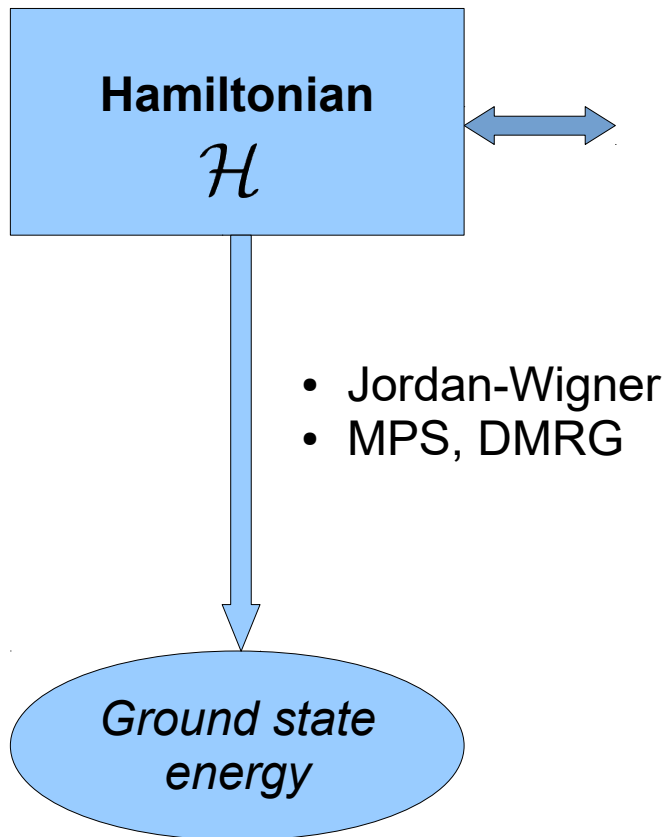 Hamiltonian
ℋ
• Jordan-Wigner
• MPS, DMRG
Ground state
energy